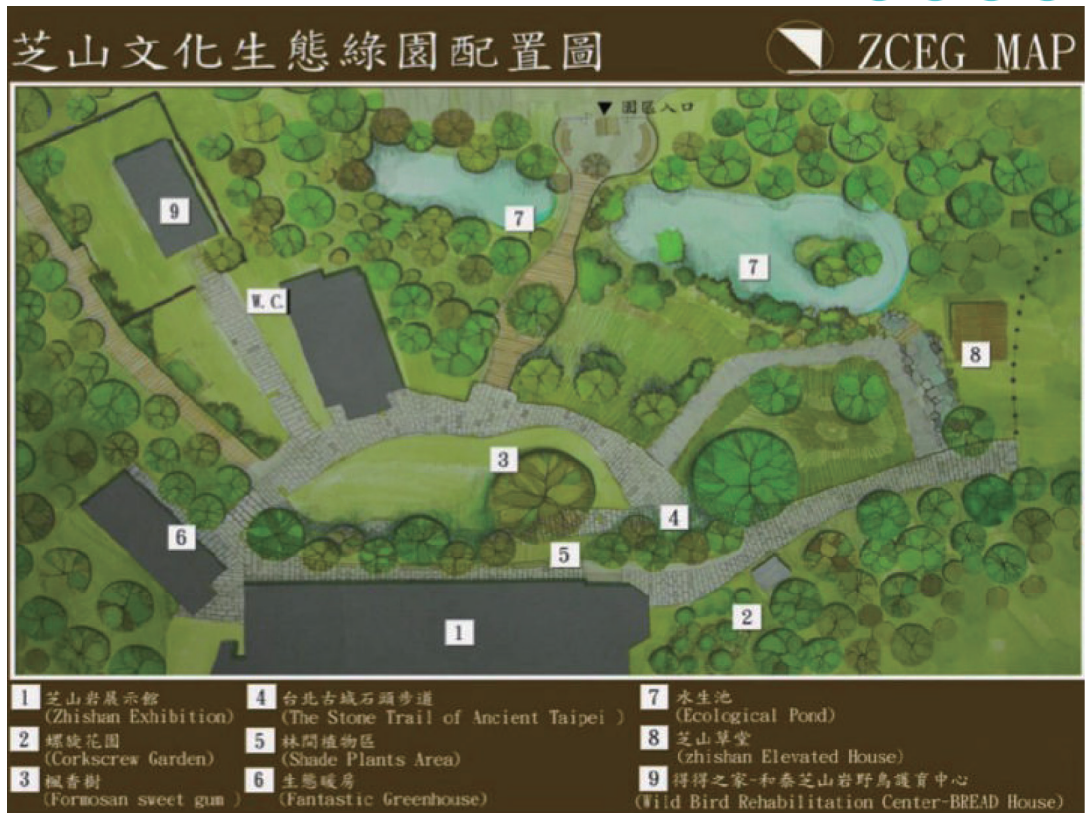 芝山文化生態綠園配置圖
ZCEG MAP
▼ 園區入口
9
7
7
W.C.
8
3
4
6
5
2
1
1 芝山岩展示館
(Zhishan Exhibition)
2 螺旋花園
(Corkscrew Garden)
3 楓香樹
(Formosan sweet gum )
4 台北古城石頭步道
(The Stone Trail of Ancient Taipei )
5 林間植物區
(Shade Plants Area)
6 生態暖房
(Fantastic Greenhouse)
7 水生池
(Ecological Pond)
8 芝山草堂
(zhishan Elevated House)
9 得得之家-和泰芝山岩野鳥護育中心
(Wild Bird Rehabilitation Center-BREAD House)